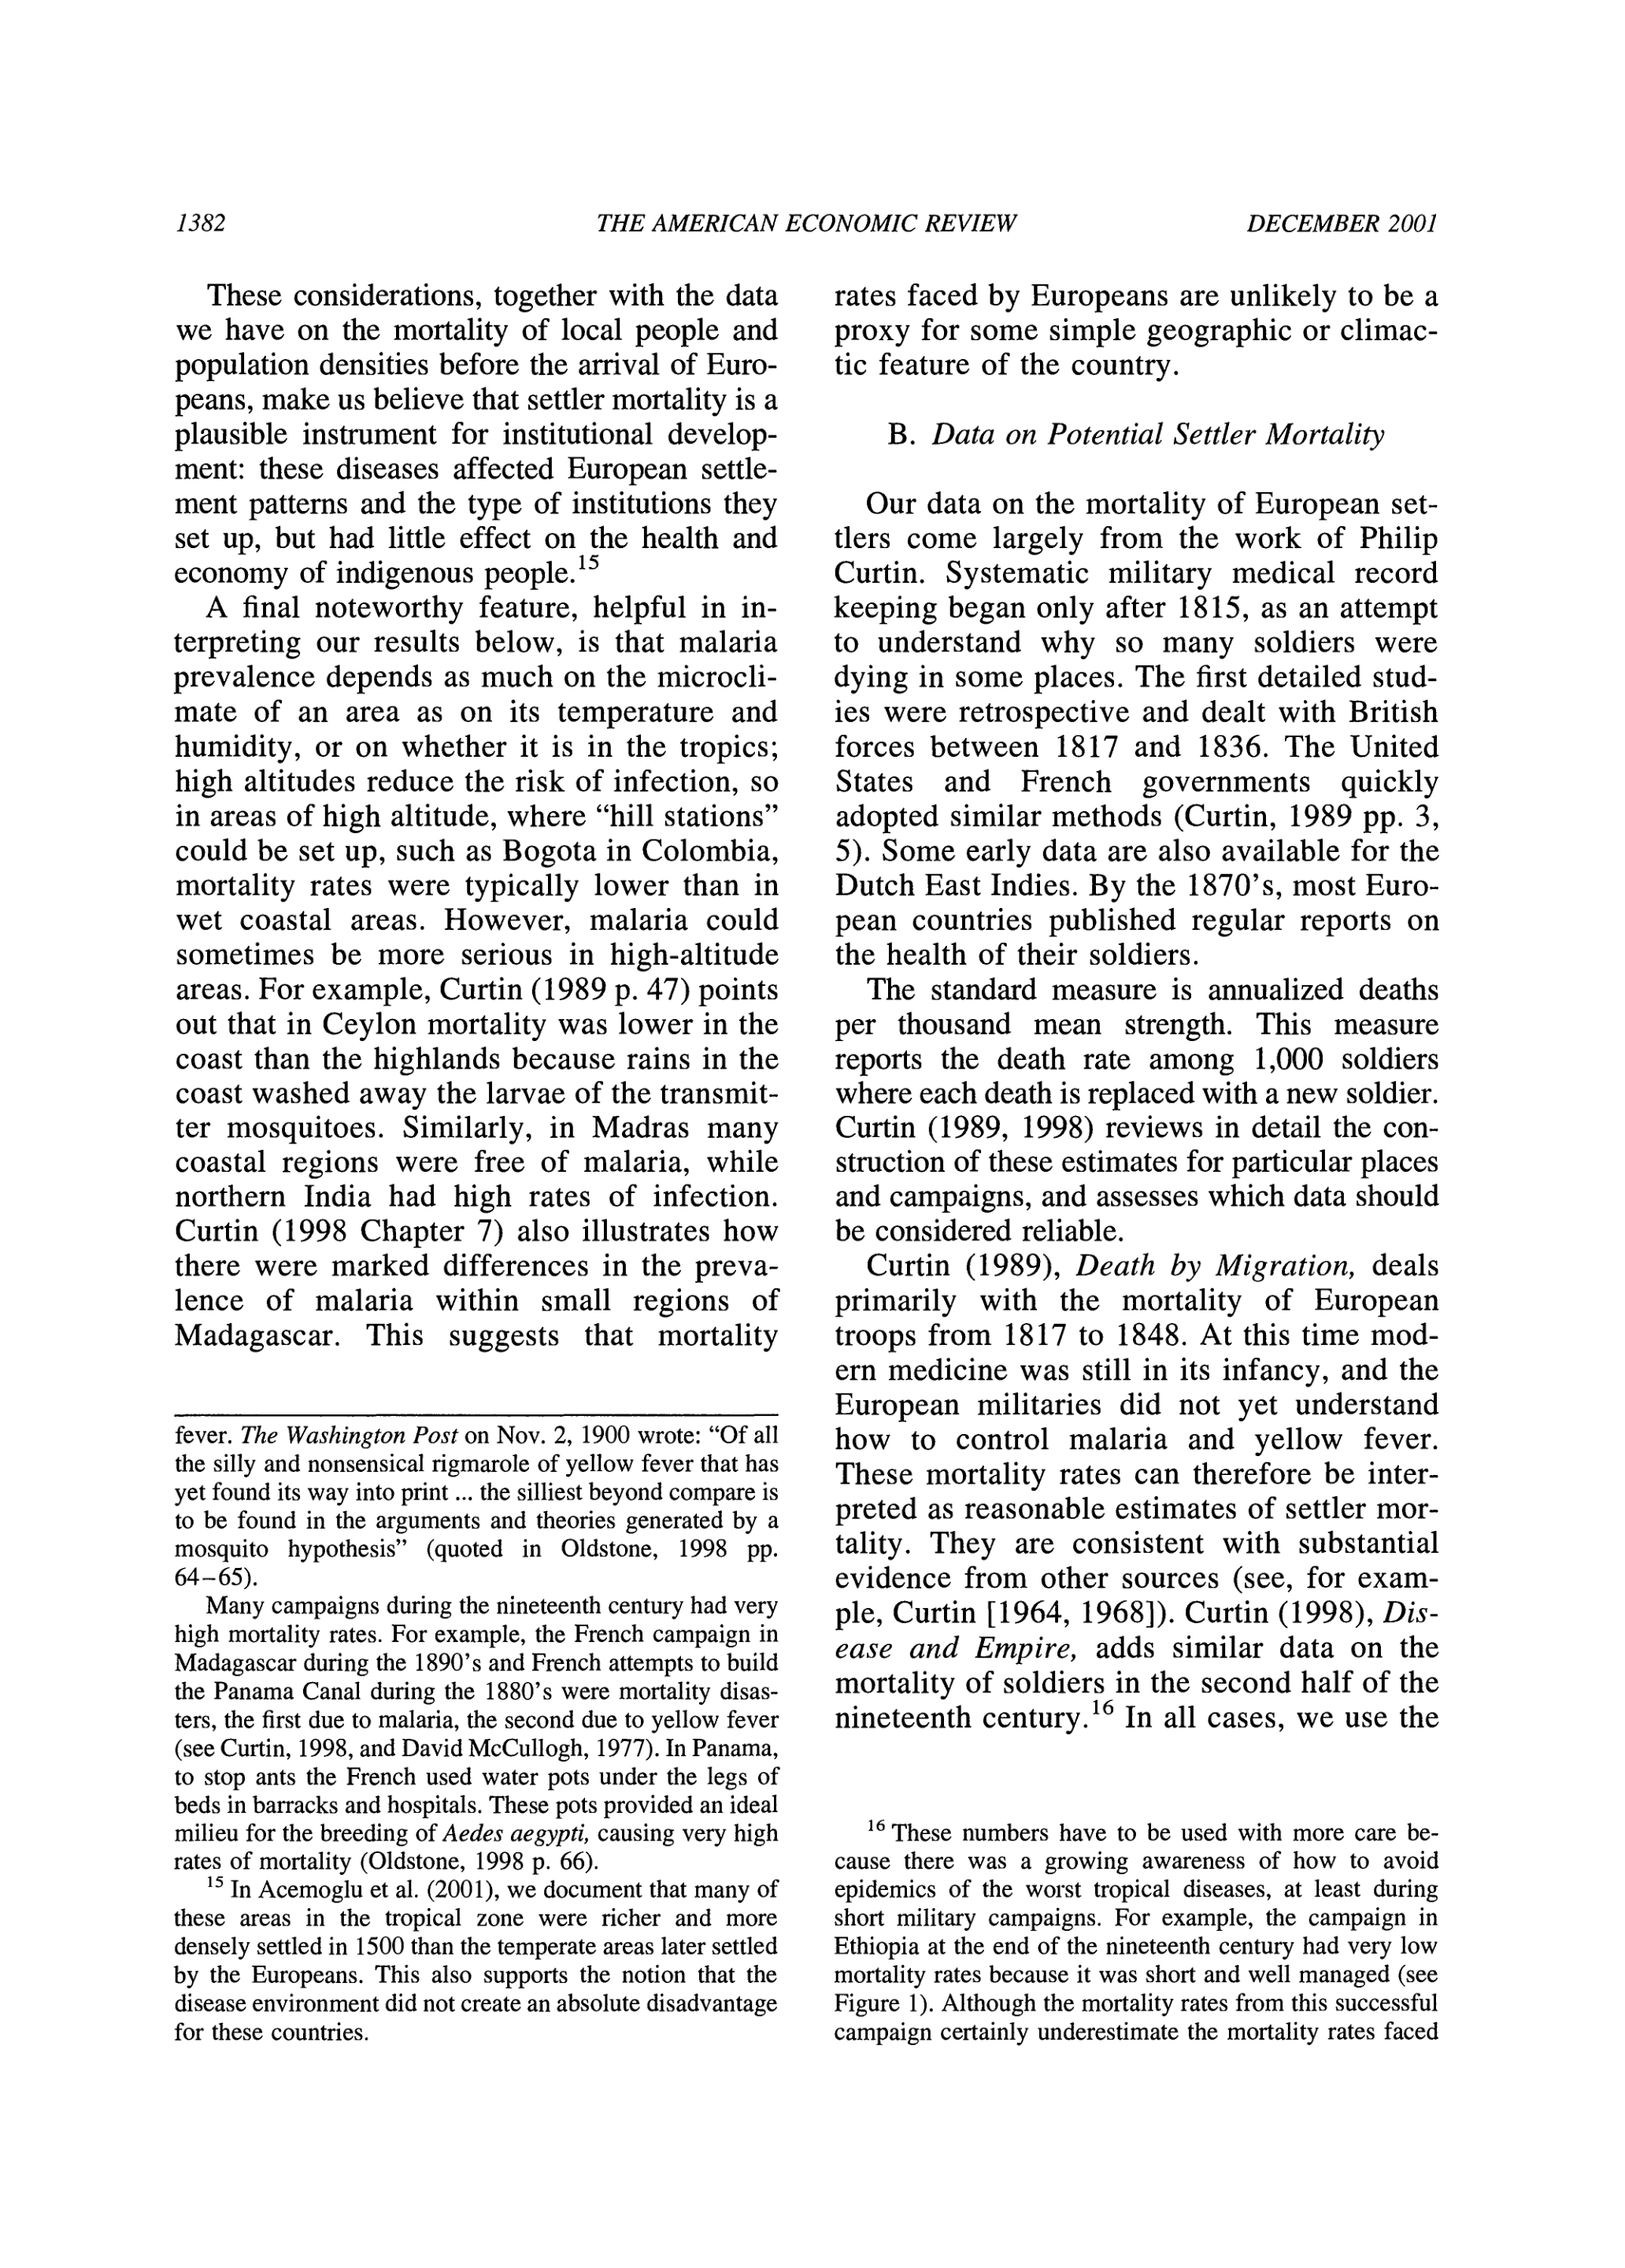 1382
THE AMERICAN ECONOMIC REVIEW
DECEMBER 2001
These considerations, together with the data
we have on the mortality of local people and
population densities before the arrival of Euro-
peans, make us believe that settler mortality is a
plausible instrument for institutional develop-
ment: these diseases affected European settle-
ment patterns and the type of institutions they
set up, but had little effect on the health and
economy of indigenous people.15
A final noteworthy feature, helpful in in-
terpreting our results below, is that malaria
prevalence depends as much on the microcli-
mate of an area as on its temperature and
humidity, or on whether it is in the tropics;
high altitudes reduce the risk of infection, so
in areas of high altitude, where “hill stations”
could be set up, such as Bogota in Colombia,
mortality rates were typically lower than in
wet coastal areas. However, malaria could
sometimes be more serious in high-altitude
areas. For example, Curtin (1989 p. 47) points
out that in Ceylon mortality was lower in the
coast than the highlands because rains in the
coast washed away the larvae of the transmit-
ter mosquitoes. Similarly, in Madras many
coastal regions were free of malaria, while
northern India had high rates of infection.
Curtin (1998 Chapter 7) also illustrates how
there were marked differences in the preva-
lence of malaria within small regions of
Madagascar. This suggests that mortality
fever. The Washington Post on Nov. 2, 1900 wrote: “Of all
the silly and nonsensical rigmarole of yellow fever that has
yet found its way into print ... the silliest beyond compare is
to be found in the arguments and theories generated by a
mosquito hypothesis” (quoted in Oldstone, 1998 pp.
64–65).
Many campaigns during the nineteenth century had very
high mortality rates. For example, the French campaign in
Madagascar during the 1890’s and French attempts to build
the Panama Canal during the 1880’s were mortality disas-
ters, the first due to malaria, the second due to yellow fever
(see Curtin, 1998, and David McCullogh, 1977). In Panama,
to stop ants the French used water pots under the legs of
beds in barracks and hospitals. These pots provided an ideal
milieu for the breeding of Aedes aegypti, causing very high
rates of mortality (Oldstone, 1998 p. 66).
15 In Acemoglu et al. (2001), we document that many of
these areas in the tropical zone were richer and more
densely settled in 1500 than the temperate areas later settled
by the Europeans. This also supports the notion that the
disease environment did not create an absolute disadvantage
for these countries.
rates faced by Europeans are unlikely to be a
proxy for some simple geographic or climac-
tic feature of the country.
B. Data on Potential Settler Mortality
Our data on the mortality of European set-
tlers come largely from the work of Philip
Curtin. Systematic military medical record
keeping began only after 1815, as an attempt
to understand why so many soldiers were
dying in some places. The first detailed stud-
ies were retrospective and dealt with British
forces between 1817 and 1836. The United
States and French governments quickly
adopted similar methods (Curtin, 1989 pp. 3,
5). Some early data are also available for the
Dutch East Indies. By the 1870’s, most Euro-
pean countries published regular reports on
the health of their soldiers.
The standard measure is annualized deaths
per thousand mean strength. This measure
reports the death rate among 1,000 soldiers
where each death is replaced with a new soldier.
Curtin (1989, 1998) reviews in detail the con-
struction of these estimates for particular places
and campaigns, and assesses which data should
be considered reliable.
Curtin (1989), Death by Migration, deals
primarily with the mortality of European
troops from 1817 to 1848. At this time mod-
ern medicine was still in its infancy, and the
European militaries did not yet understand
how to control malaria and yellow fever.
These mortality rates can therefore be inter-
preted as reasonable estimates of settler mor-
tality. They are consistent with substantial
evidence from other sources (see, for exam-
ple, Curtin [1964, 1968]). Curtin (1998), Dis-
ease and Empire, adds similar data on the
mortality of soldiers in the second half of the
nineteenth century.16 In all cases, we use the
16 These numbers have to be used with more care be-
cause there was a growing awareness of how to avoid
epidemics of the worst tropical diseases, at least during
short military campaigns. For example, the campaign in
Ethiopia at the end of the nineteenth century had very low
mortality rates because it was short and well managed (see
Figure 1). Although the mortality rates from this successful
campaign certainly underestimate the mortality rates faced